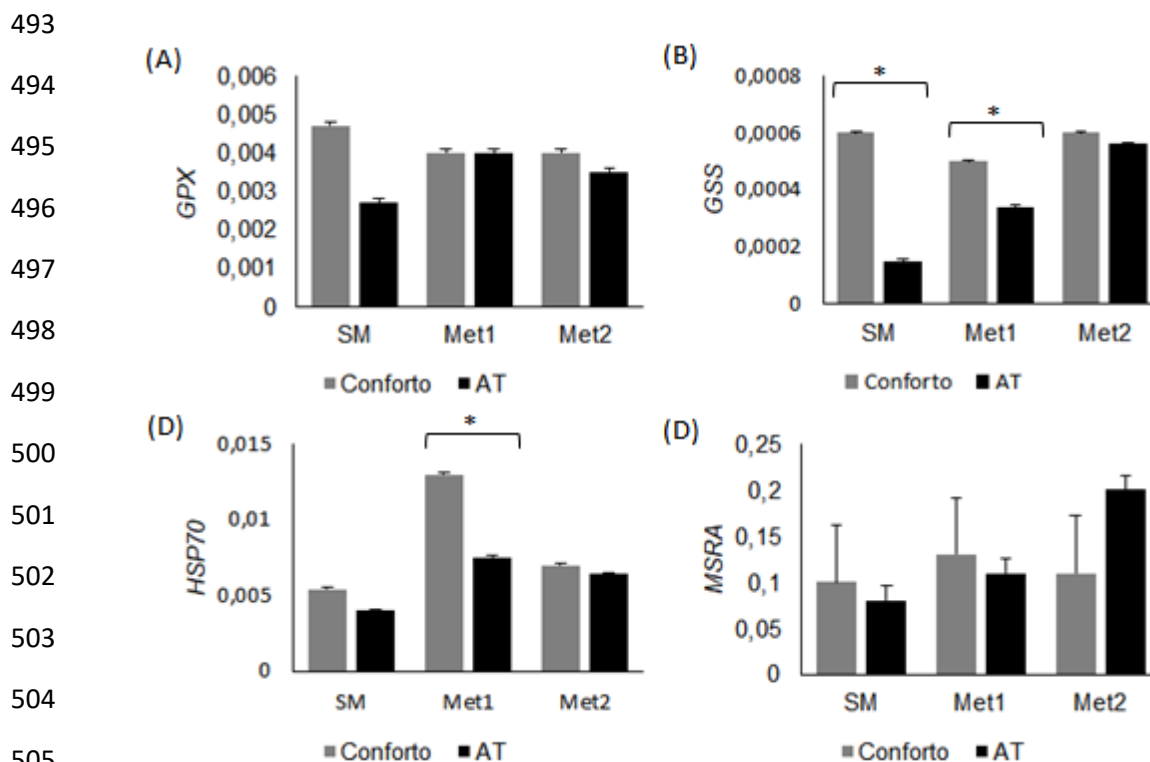 493
494
495
496
497
498
499
500
501
502
503
504
505
(A)
0,006
0,005
0,004
0,003
0,002
0,001
0
GPX
SM Met1 Met2
Conforto AT
(B)
0,0008
0,0006
0,0004
0,0002
0
GSS
* *
SM Met1 Met2
Conforto AT
(D)
0,015
0,01
0,005
0
HSP70
*
SM Met1 Met2
Conforto AT
(D)
0,25
0,2
0,15
0,1
0,05
0
MSRA
SM Met1 Met2
Conforto AT